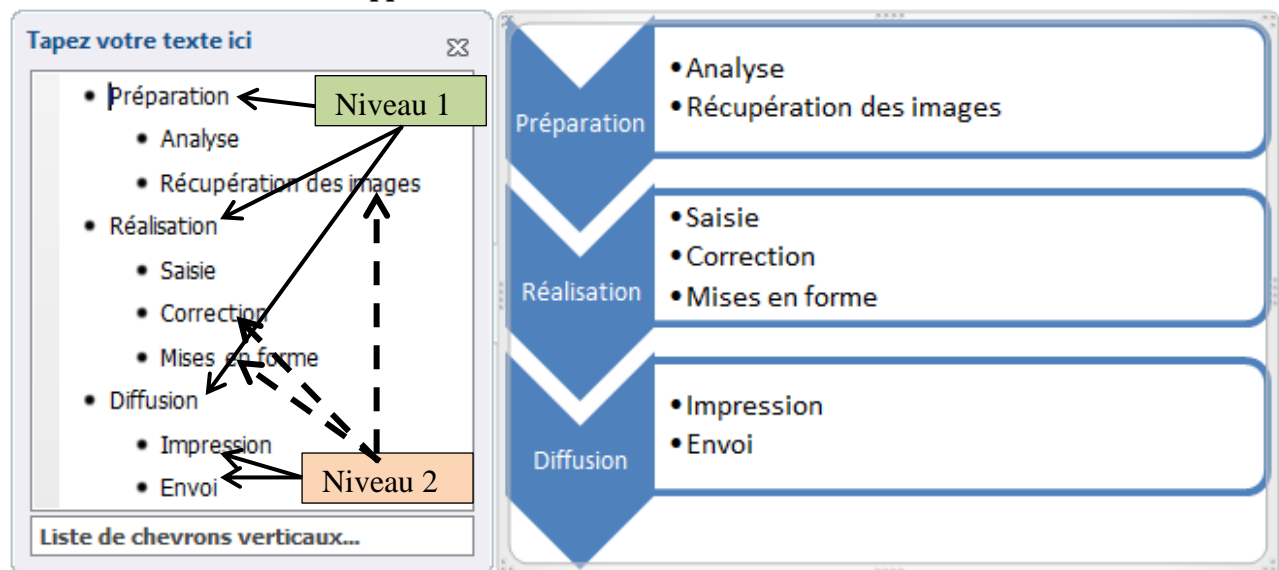 Tapez votre texte ici
• Préparation
Niveau 1
• Analyse
• Récupération des images
• Réalisation
• Saisie
• Correction
• Mises en forme
• Diffusion
• Impression
• Envoi
Niveau 2
Liste de chevrons verticaux...
Préparation
• Analyse
• Récupération des images
Réalisation
• Saisie
• Correction
• Mises en forme
Diffusion
• Impression
• Envoi